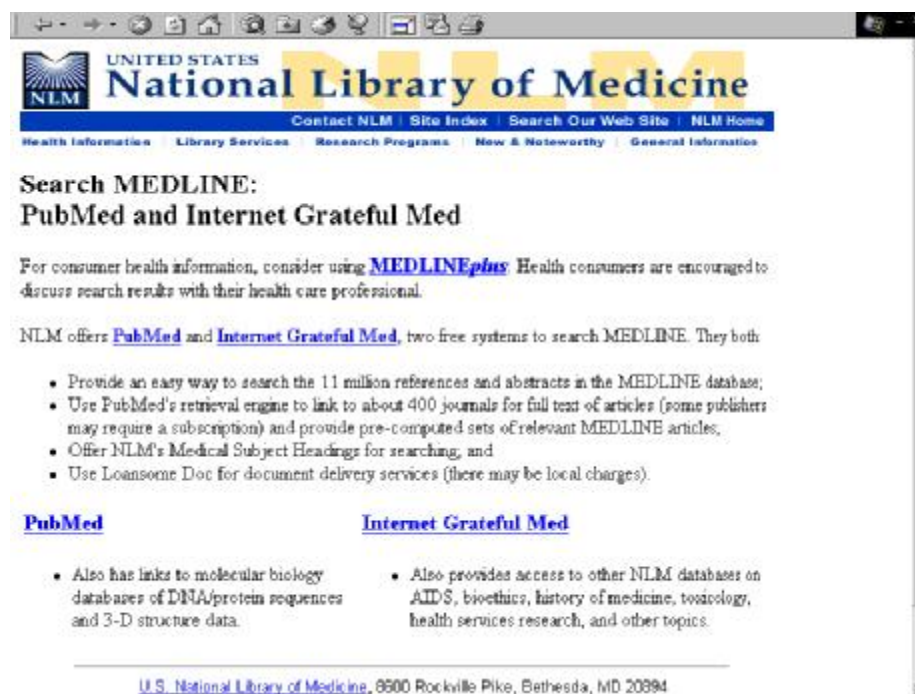 UNITED STATES
National Library of Medicine
NLM
Contact NLM | Site Index | Search Our Web Site | NLM Home
Health Information | Library Services | Research Programs | New & Noteworthy | General Information
Search MEDLINE:
PubMed and Internet Grateful Med
For consumer health information, consider using MEDLINEplus. Health consumers are encouraged to
discuss search results with their health care professional.
NLM offers PubMed and Internet Grateful Med, two free systems to search MEDLINE. They both
• Provide an easy way to search the 11 million references and abstracts in the MEDLINE database;
• Use PubMed's retrieval engine to link to about 400 journals for full text of articles (some publishers
may require a subscription) and provide pre-computed sets of relevant MEDLINE articles;
• Offer NLM's Medical Subject Headings for searching; and
• Use Loansome Doc for document delivery services (there may be local charges).
PubMed
• Also has links to molecular biology
databases of DNA/protein sequences
and 3-D structure data.
Internet Grateful Med
• Also provides access to other NLM databases on
AIDS, bioethics, history of medicine, toxicology,
health services research, and other topics.
U.S. National Library of Medicine, 8600 Rockville Pike, Bethesda, MD 20894